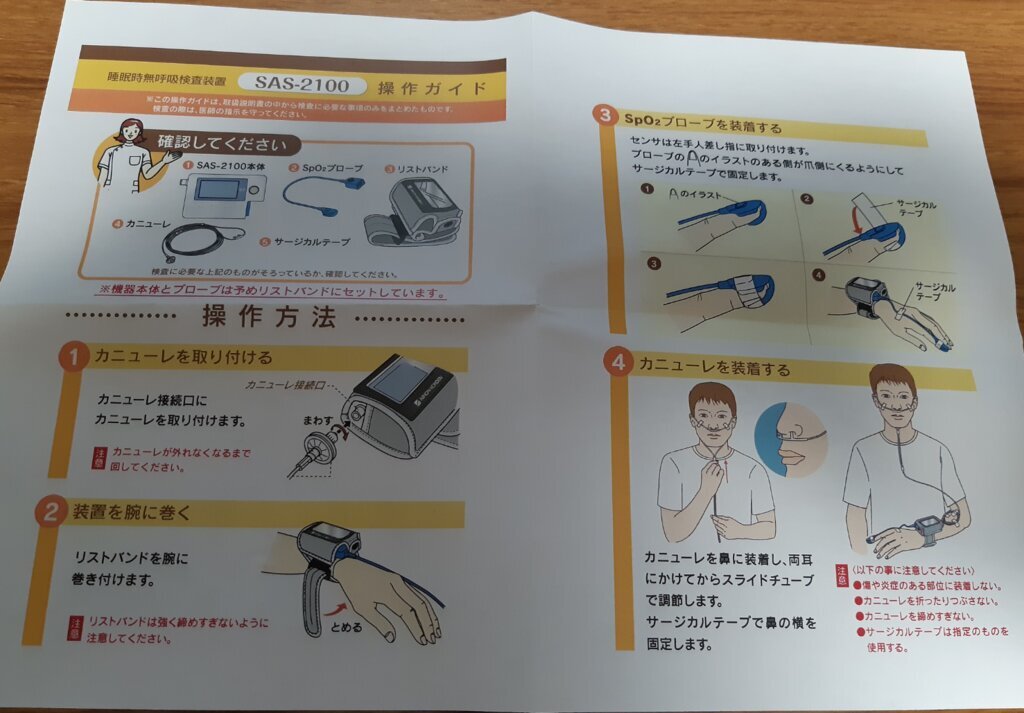 睡眠時無呼吸検査装置 SAS-2100 操作ガイド
※この操作ガイドは、取扱説明書の中から検査に必要な事項のみをまとめたものです。
検査の際は、医師の指示を守ってください。
確認してください
1 SAS-2100本体
2 SpO2プローブ
3 リストバンド
4 カニューレ
5 サージカルテープ
検査に必要な上記のものがそろっているか、確認してください。
※機器本体とプローブは予めリストバンドにセットしています。
操作方法
1 カニューレを取り付ける
カニューレ接続口
カニューレ接続口に
カニューレを取り付けます。
まわす
注意
カニューレが外れなくなるまで
回してください。
2 装置を腕に巻く
リストバンドを腕に
巻き付けます。
注意
リストバンドは強く締めすぎないように
注意してください。
とめる
3 SpO2プローブを装着する
センサは左手人差し指に取り付けます。
プローブのAのイラストのある側が爪側にくるようにして
サージカルテープで固定します。
1 Aのイラスト
2 サージカル
テープ
3
4 サージカル
テープ
4 カニューレを装着する
カニューレを鼻に装着し、両耳
にかけてからスライドチューブ
で調節します。
サージカルテープで鼻の横を
固定します。
注意
〈以下の事に注意してください〉
●傷や炎症のある部位に装着しない。
●カニューレを折ったりつぶさない。
●カニューレを締めすぎない。
●サージカルテープは指定のものを
使用する。